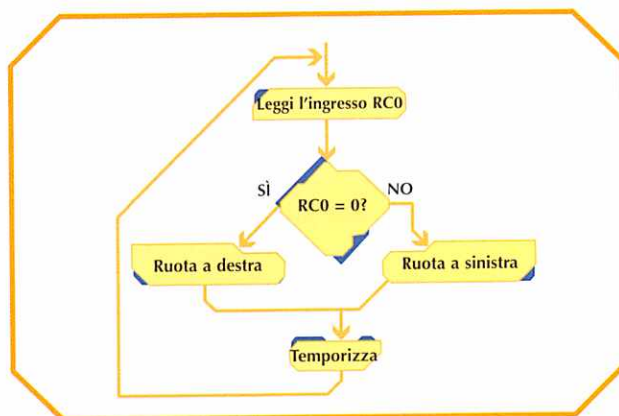 Leggi l'ingresso RC0
SÌ
RC0 = 0?
NO
Ruota a destra
Ruota a sinistra
Temporizza